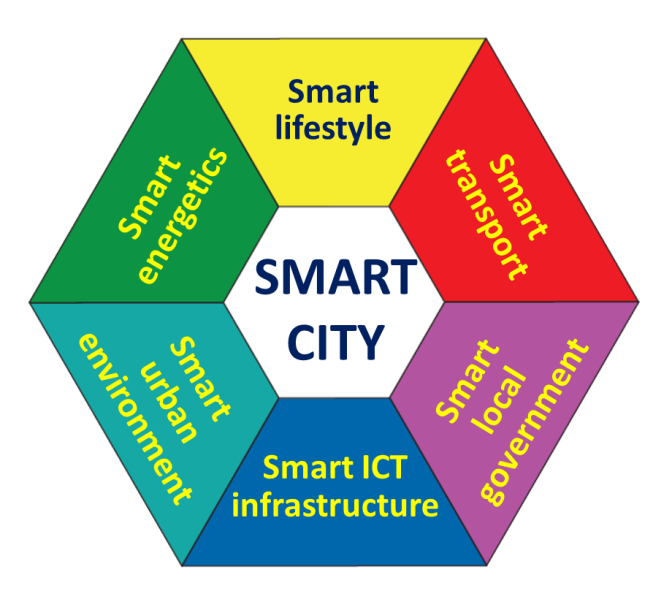 Smart
lifestyle
Smart
transport
Smart
energetics
SMART
CITY
Smart
urban
environment
Smart
local
government
Smart ICT
infrastructure